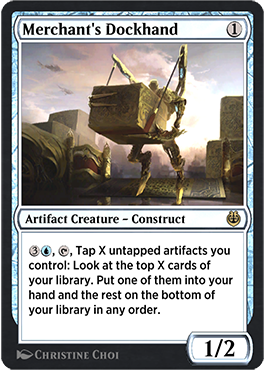 Merchant's Dockhand 1
Artifact Creature – Construct
3, , Tap X untapped artifacts you
control: Look at the top X cards of
your library. Put one of them into your
hand and the rest on the bottom of
your library in any order.
Christine Choi
1/2